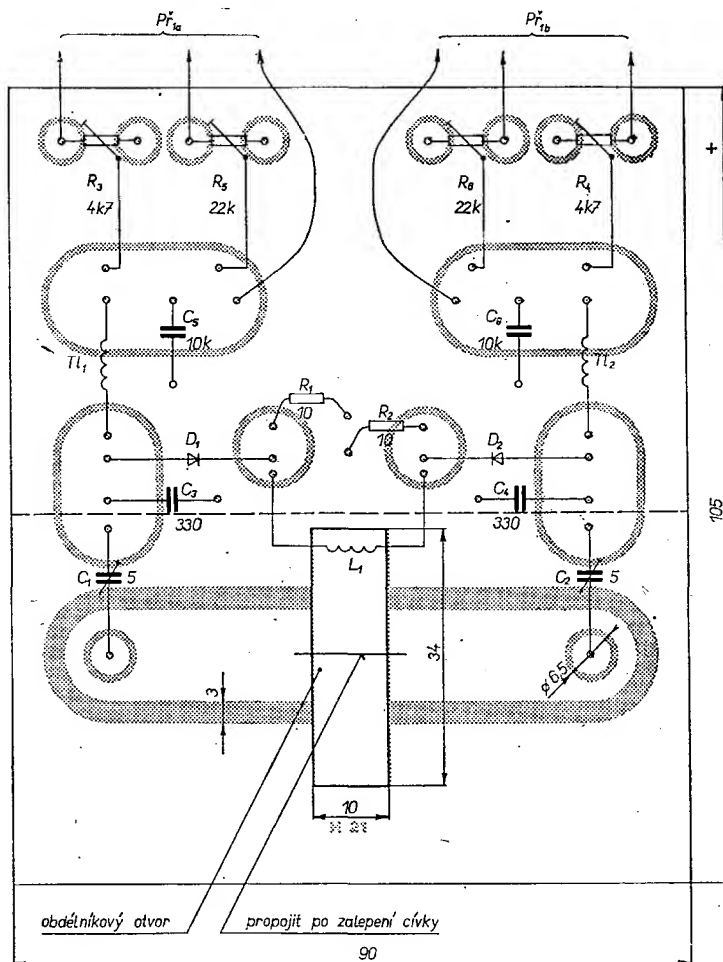 Př1a Př1b
R3 R5 R6 R4
4k7 22k 22k 4k7
+
C5 C6
10k 10k
Tl1 Tl2
R1
10 R2
10
D1 D2
C3 C4
330 330
105
L1
C1 5 C2 5
34
ø 6,5
3
10
H 21
obdélníkový otvor propojit po zalepení cívky
90